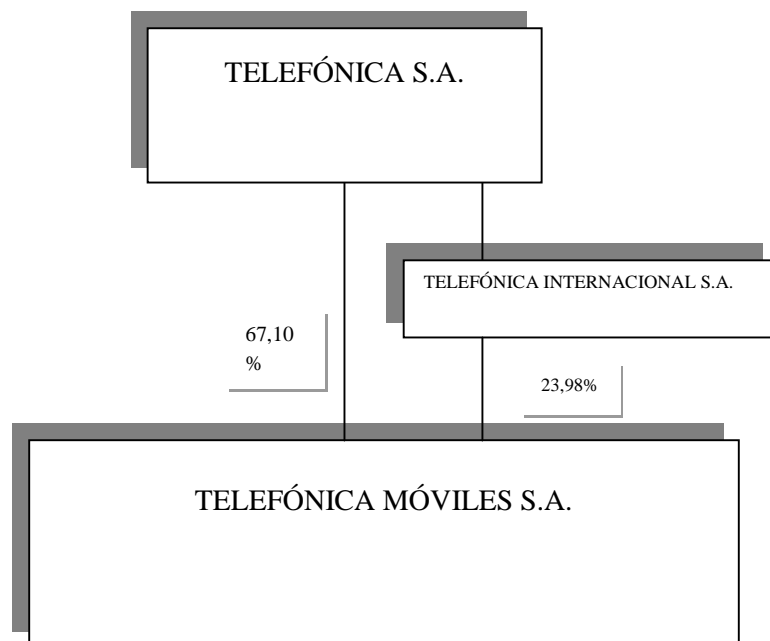 TELEFÓNICA S.A.
TELEFÓNICA INTERNACIONAL S.A.
67,10
%
23,98%
TELEFÓNICA MÓVILES S.A.